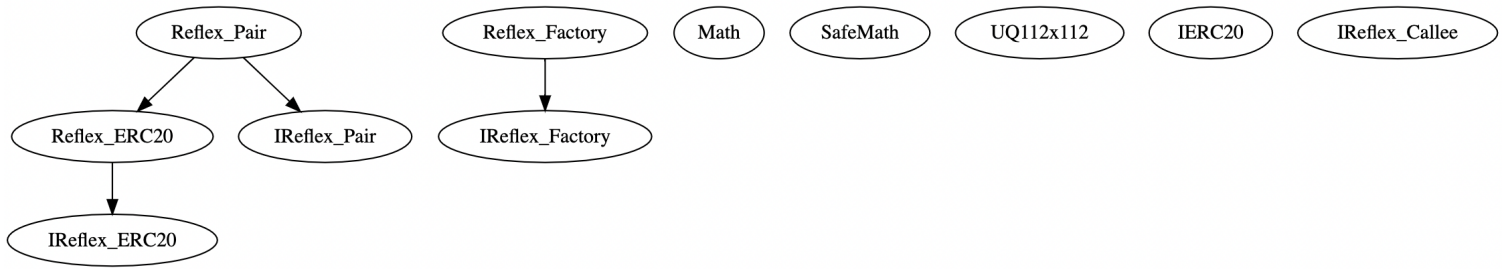 Reflex_Pair
Reflex_Factory
Math
SafeMath
UQ112x112
IERC20
IReflex_Callee
Reflex_ERC20
IReflex_Pair
IReflex_Factory
IReflex_ERC20